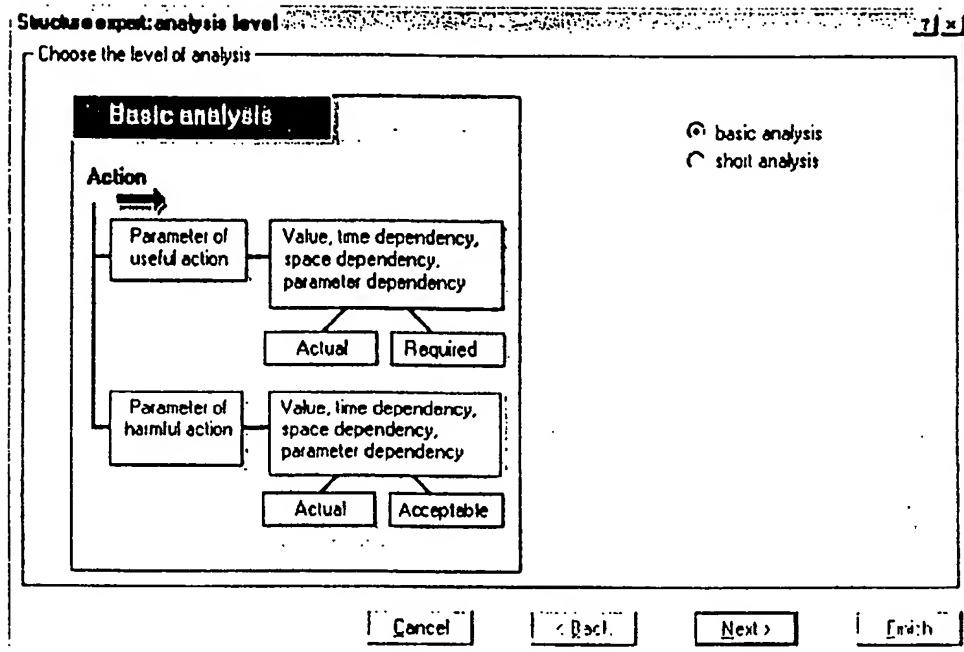 Structure expert: analysis level
? ×
Choose the level of analysis
Basic analysis
basic analysis
short analysis
Action
Parameter of
useful action
Value, time dependency,
space dependency,
parameter dependency
Actual
Required
Parameter of
harmful action
Value, time dependency,
space dependency,
parameter dependency
Actual
Acceptable
Cancel
< Back
Next >
Finish